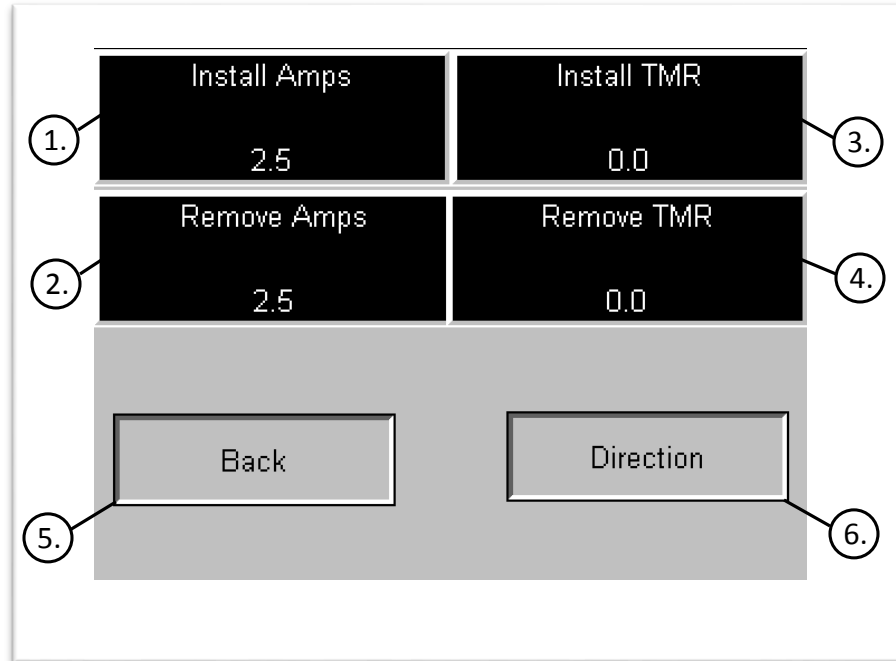 Install Amps
Install TMR
1.
2.5
0.0
3.
Remove Amps
Remove TMR
2.
2.5
0.0
4.
Back
Direction
5.
6.